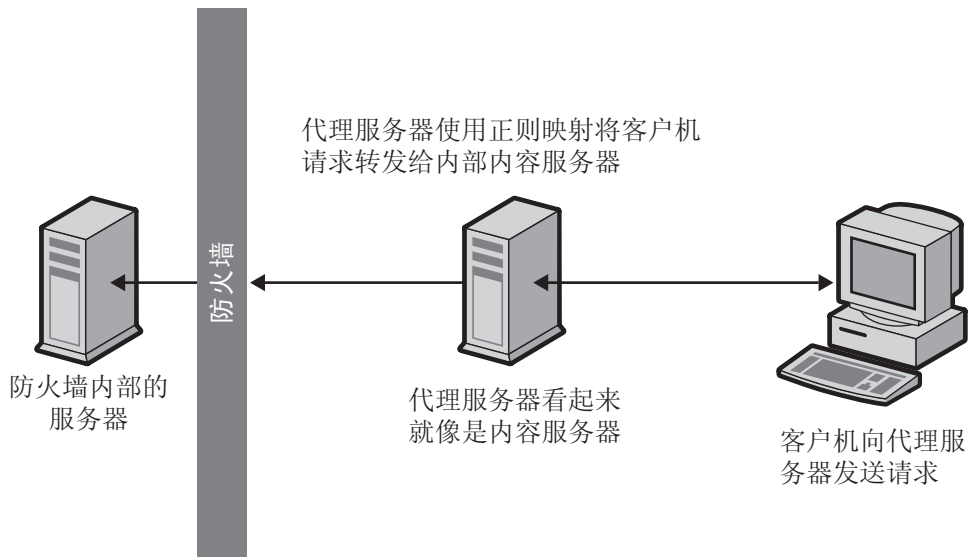 代理服务器使用正则映射将客户机
请求转发给内部内容服务器
防火墙
防火墙内部的
服务器
代理服务器看起来
就像是内容服务器
客户机向代理服
务器发送请求